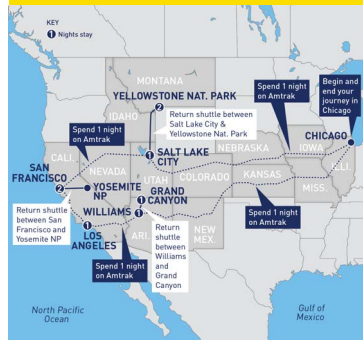 KEY
1 Nights stay
Begin and
end your
journey in
Chicago
MONTANA
YELLOWSTONE NAT. PARK
2
IDAHO
Return shuttle between
Salt Lake City &
Yellowstone Nat. Park
Spend 1 night
on Amtrak
Spend 1 night
on Amtrak
CHICAGO
NEBRASKA
IOWA
ILLI.
CALI.
NEVADA
1
SALT LAKE
CITY
SAN
FRANCISCO
2
YOSEMITE
NP
UTAH
COLORADO
KANSAS
MISS.
GRAND
CANYON
1
WILLIAMS
1
Return
shuttle
between San
Francisco and
Yosemite NP
1
LOS
ANGELES
ARI.
NEW
MEX.
Spend 1 night
on Amtrak
Spend 1 night
on Amtrak
Return
shuttle
between
Williams
and
Grand
Canyon
North Pacific
Ocean
Gulf of
Mexico